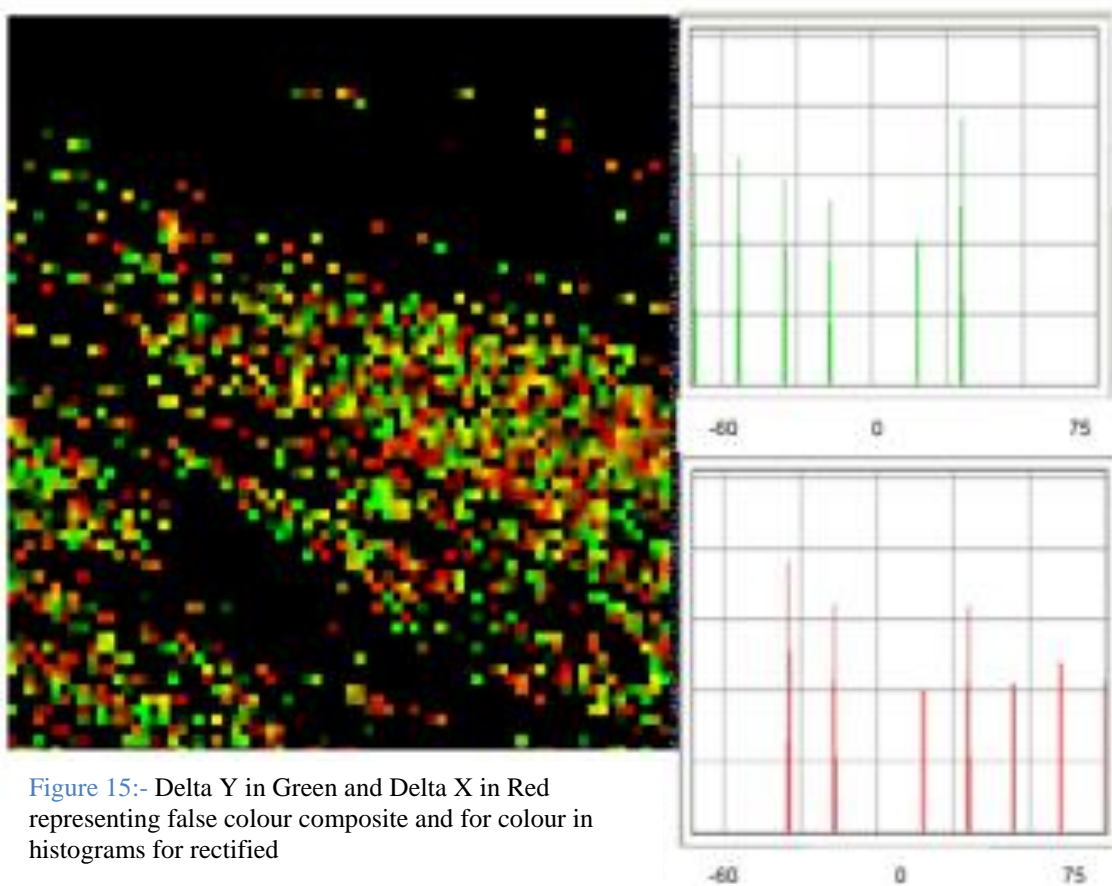 -60 0 75
-60 0 75
Figure 15:- Delta Y in Green and Delta X in Red
representing false colour composite and for colour in
histograms for rectified